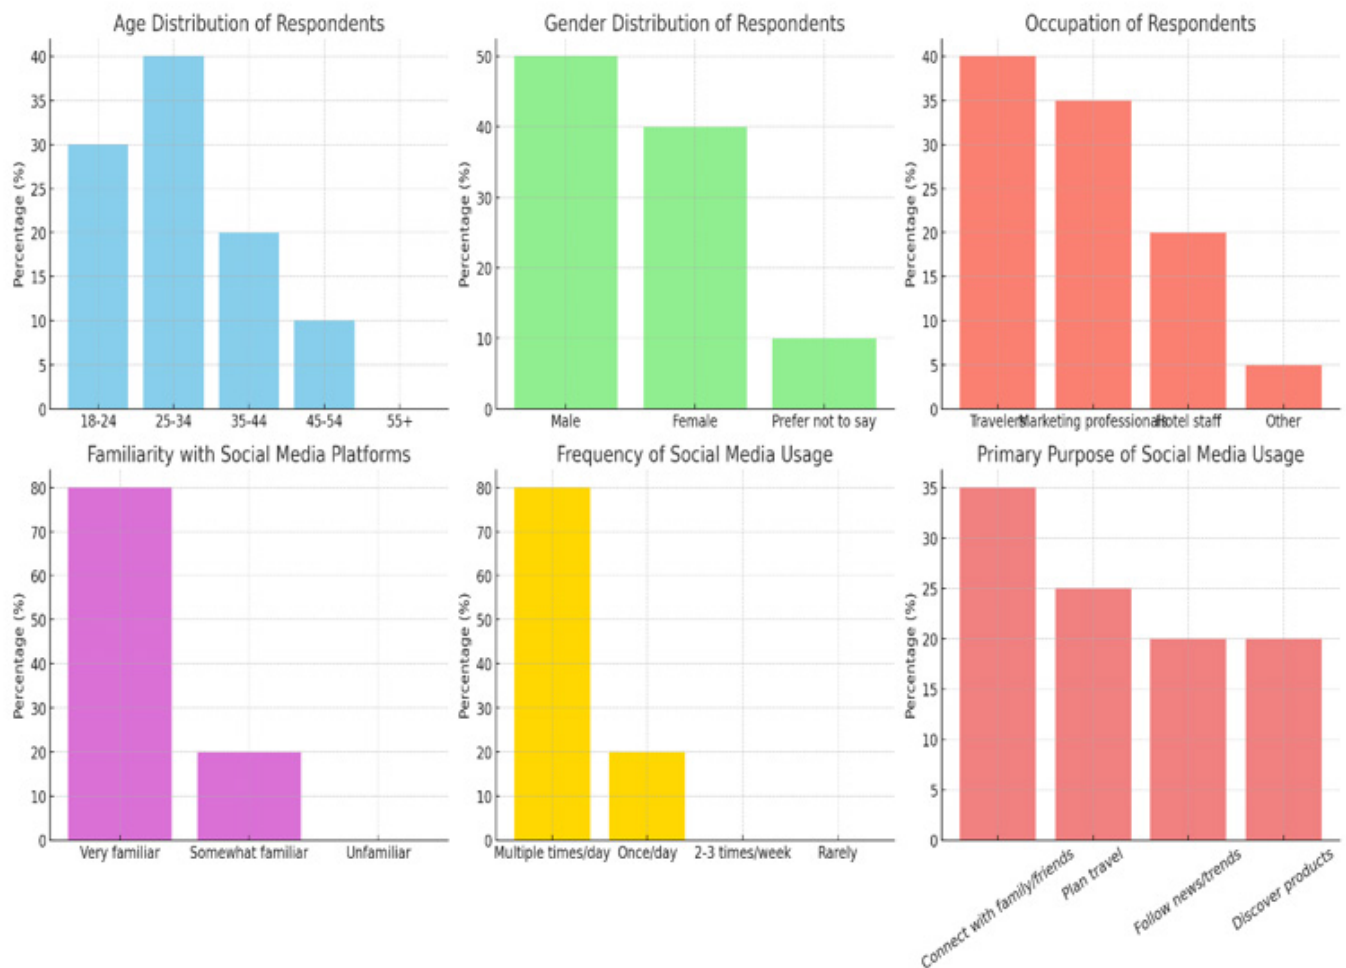 Age Distribution of Respondents
Percentage (%)
40
35
30
25
20
15
10
5
0
18-24 25-34 35-44 45-54 55+
Gender Distribution of Respondents
Percentage (%)
50
40
30
20
10
0
Male Female Prefer not to say
Occupation of Respondents
Percentage (%)
40
35
30
25
20
15
10
5
0
Travelers Marketing professionals Hotel staff Other
Familiarity with Social Media Platforms
Percentage (%)
80
70
60
50
40
30
20
10
0
Very familiar Somewhat familiar Unfamiliar
Frequency of Social Media Usage
Percentage (%)
80
70
60
50
40
30
20
10
0
Multiple times/day Once/day 2-3 times/week Rarely
Primary Purpose of Social Media Usage
Percentage (%)
35
30
25
20
15
10
5
0
Connect with family/friends
Plan travel
Follow news/trends
Discover products